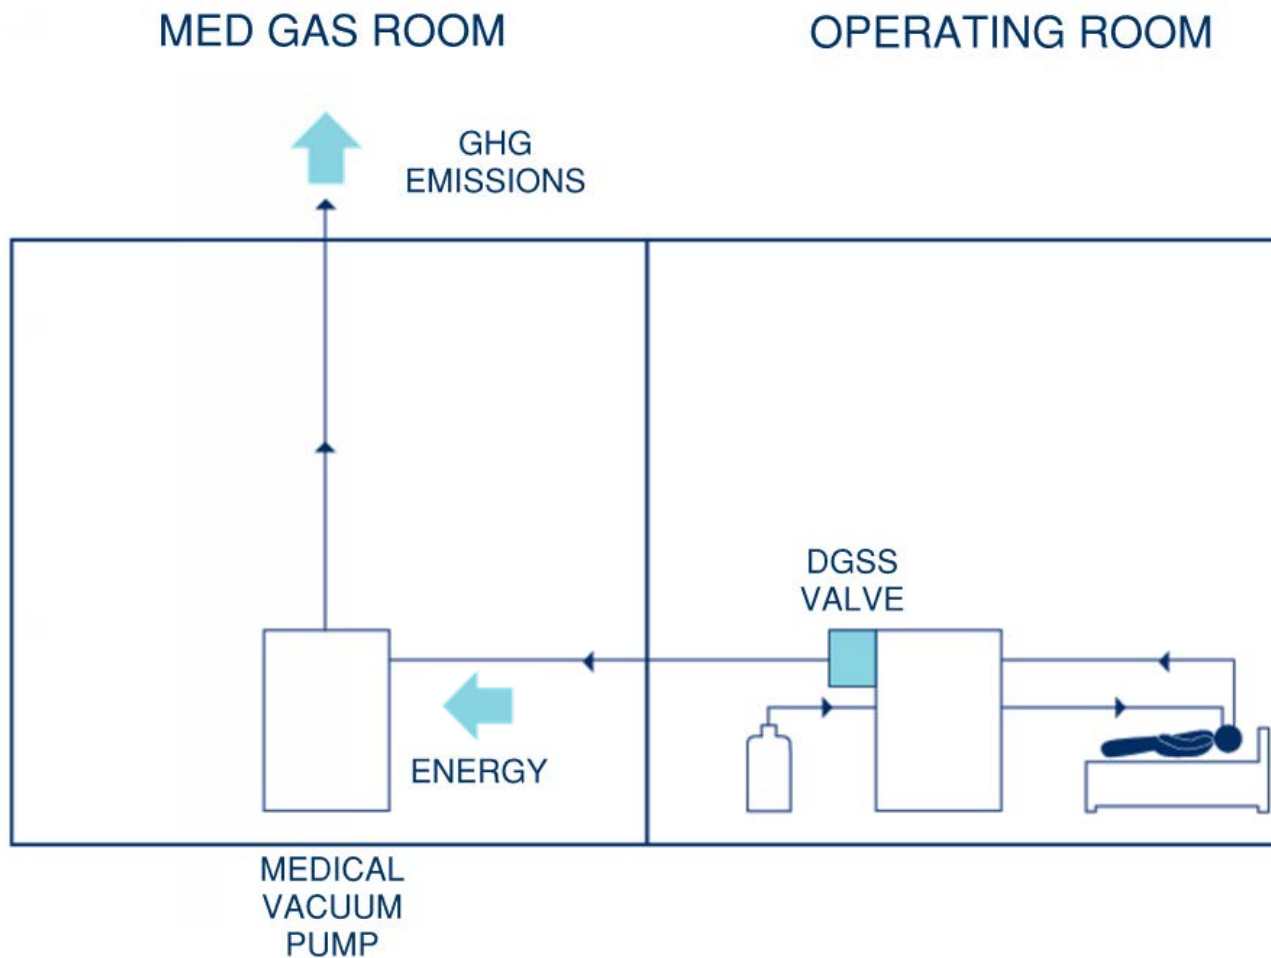 MED GAS ROOM
OPERATING ROOM
GHG
EMISSIONS
DGSS
VALVE
ENERGY
MEDICAL
VACUUM
PUMP